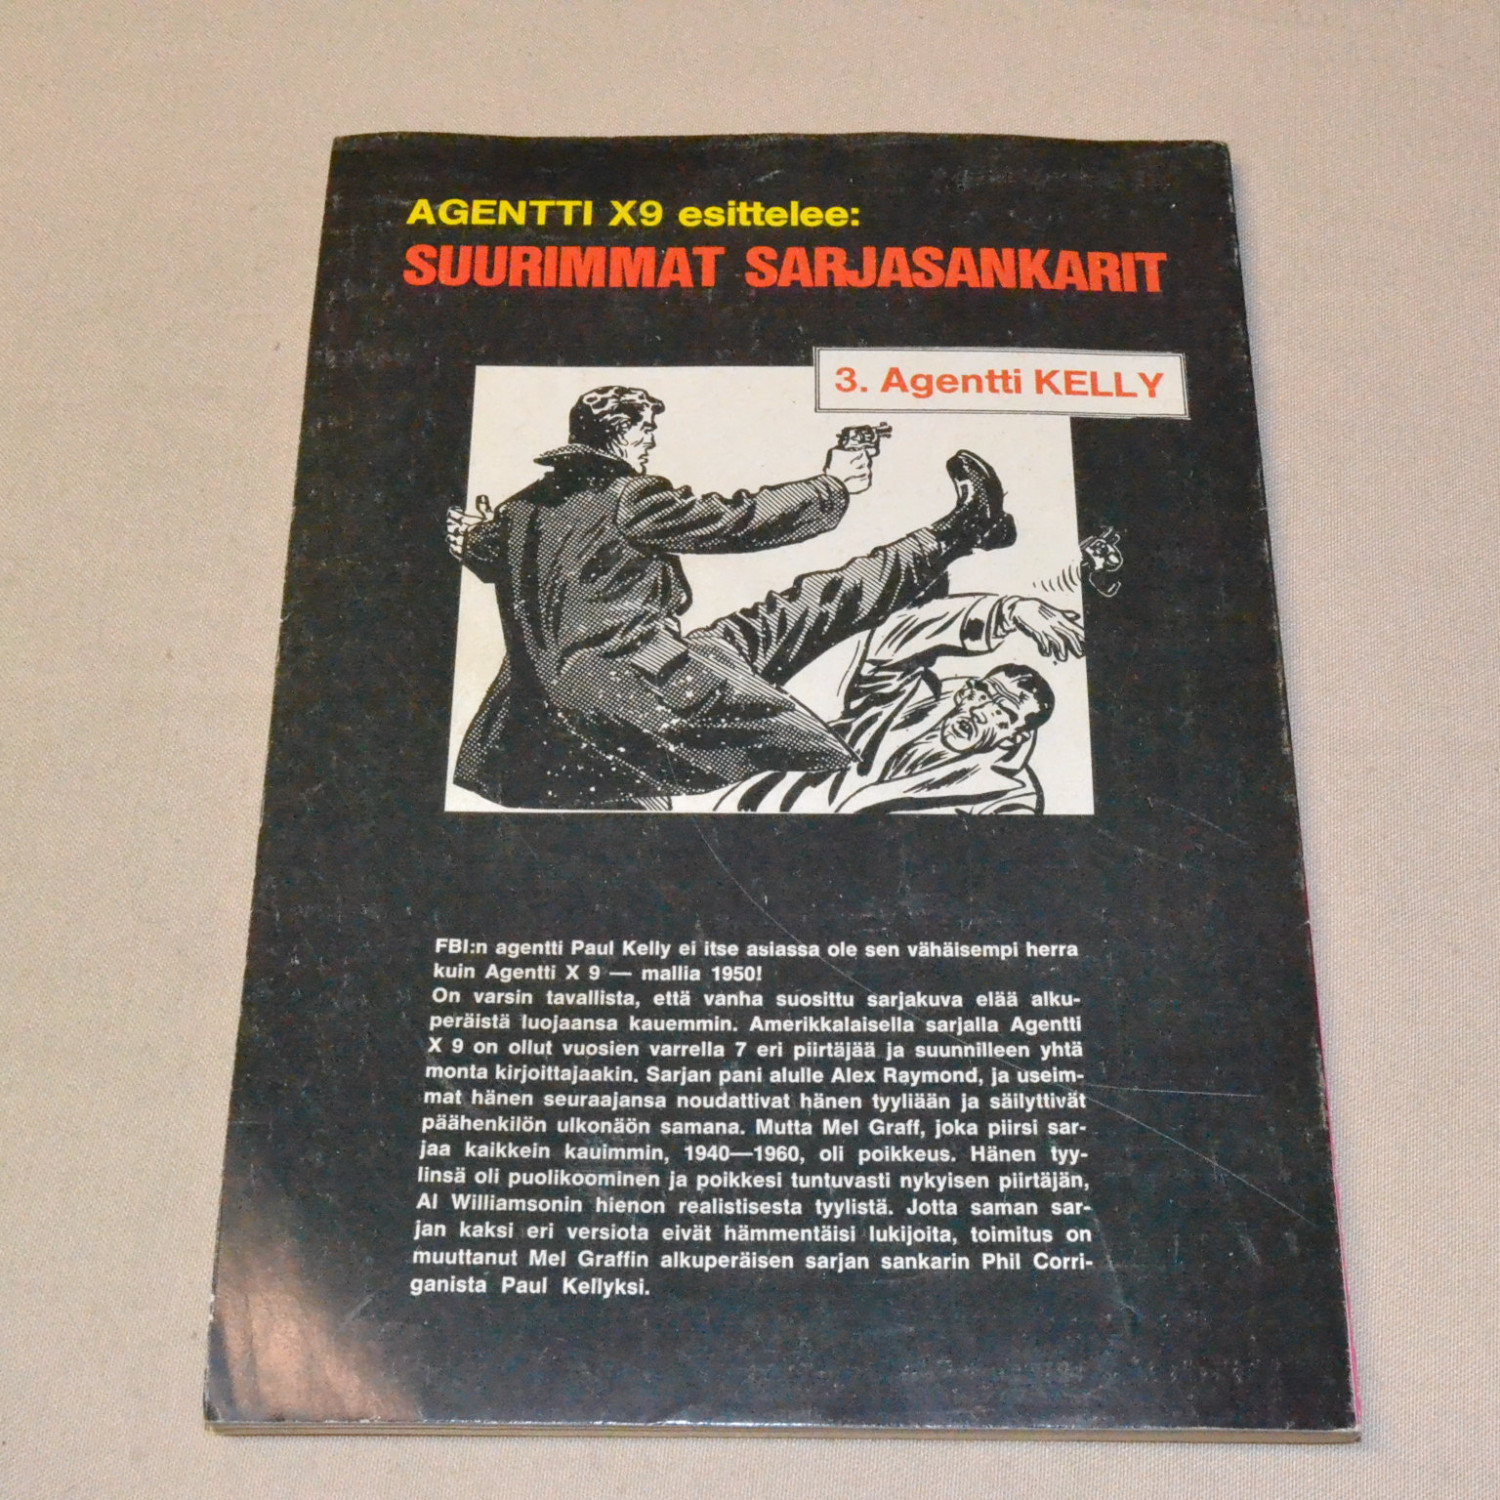 AGENTTI X9 esittelee:
SUURIMMAT SARJASANKARIT
3. Agentti KELLY
FBI:n agentti Paul Kelly ei itse asiassa ole sen vähäisempi herra
kuin Agentti X 9 — mallia 1950!
On varsin tavallista, että vanha suosittu sarjakuva elää alku-
peräistä luojaansa kauemmin. Amerikkalaisella sarjalla Agentti
X 9 on ollut vuosien varrella 7 eri piirtäjää ja suunnilleen yhtä
monta kirjoittajaakin. Sarjan pani alulle Alex Raymond, ja useim-
mat hänen seuraajansa noudattivat hänen tyyliään ja säilyttivät
päähenkilön ulkonäön samana. Mutta Mel Graff, joka piirsi sar-
jaa kaikkein kauimmin, 1940—1960, oli poikkeus. Hänen tyy-
linsä oli puolikoominen ja poikkesi tuntuvasti nykyisen piirtäjän,
Al Williamsonin hienon realistisesta tyylistä. Jotta saman sar-
jan kaksi eri versiota eivät hämmentäisi lukijoita, toimitus on
muuttanut Mel Graffin alkuperäisen sarjan sankarin Phil Corri-
ganista Paul Kellyksi.